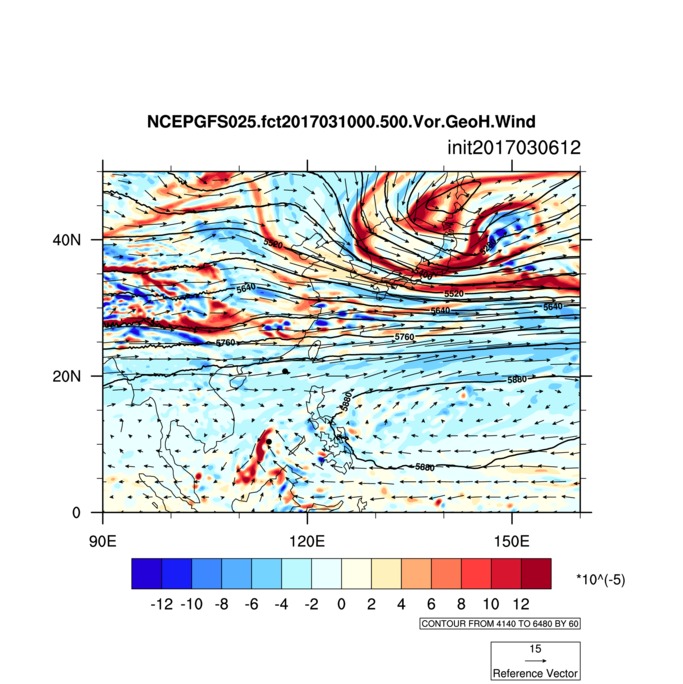 NCEPGFS025.fct2017031000.500.Vor.GeoH.Wind
init2017030612
40N
20N
0
90E 120E 150E
5520
5640
5520
5640
5640
5760
5760
5880
5880
5880
-12 -10 -8 -6 -4 -2 0 2 4 6 8 10 12
*10^(-5)
CONTOUR FROM 4140 TO 6480 BY 60
15
Reference Vector